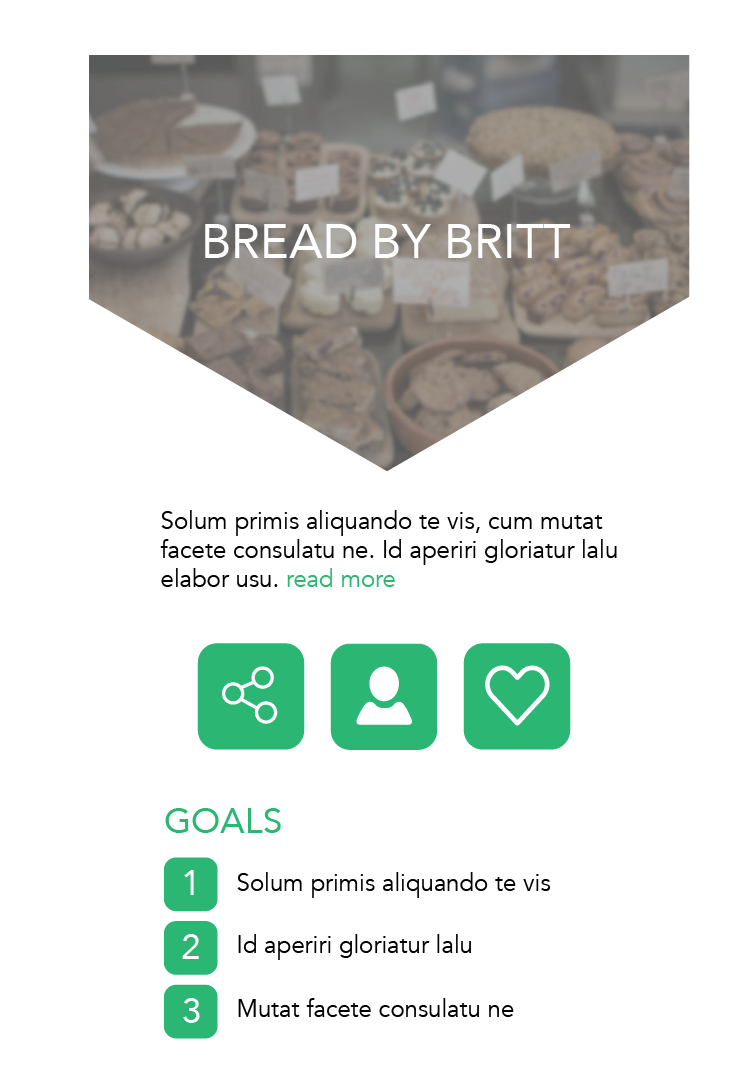 BREAD BY BRITT
Solum primis aliquando te vis, cum mutat
facete consulatu ne. Id aperiri gloriatur lalu
elabor usu. read more
GOALS
1 Solum primis aliquando te vis
2 Id aperiri gloriatur lalu
3 Mutat facete consulatu ne